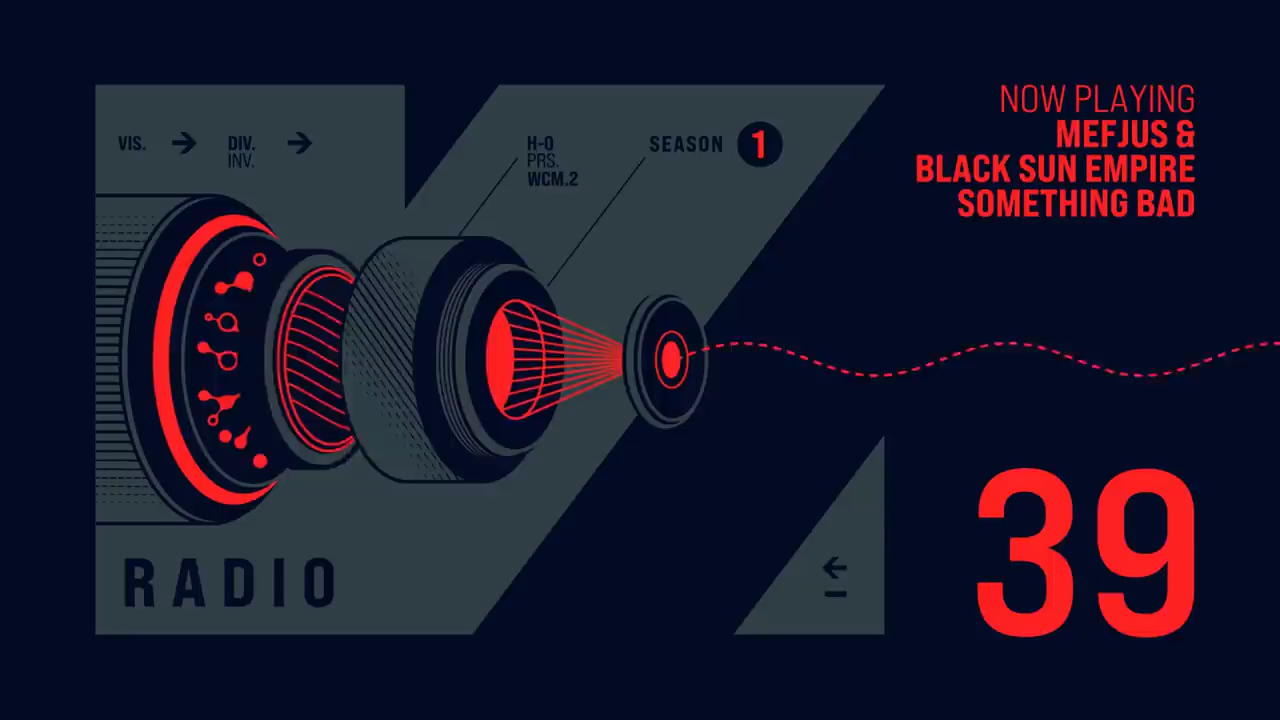 VIS. → DIV.
INV. →
H-O
PRS.
WCM.2
SEASON 1
NOW PLAYING
MEFJUS &
BLACK SUN EMPIRE
SOMETHING BAD
RADIO
39